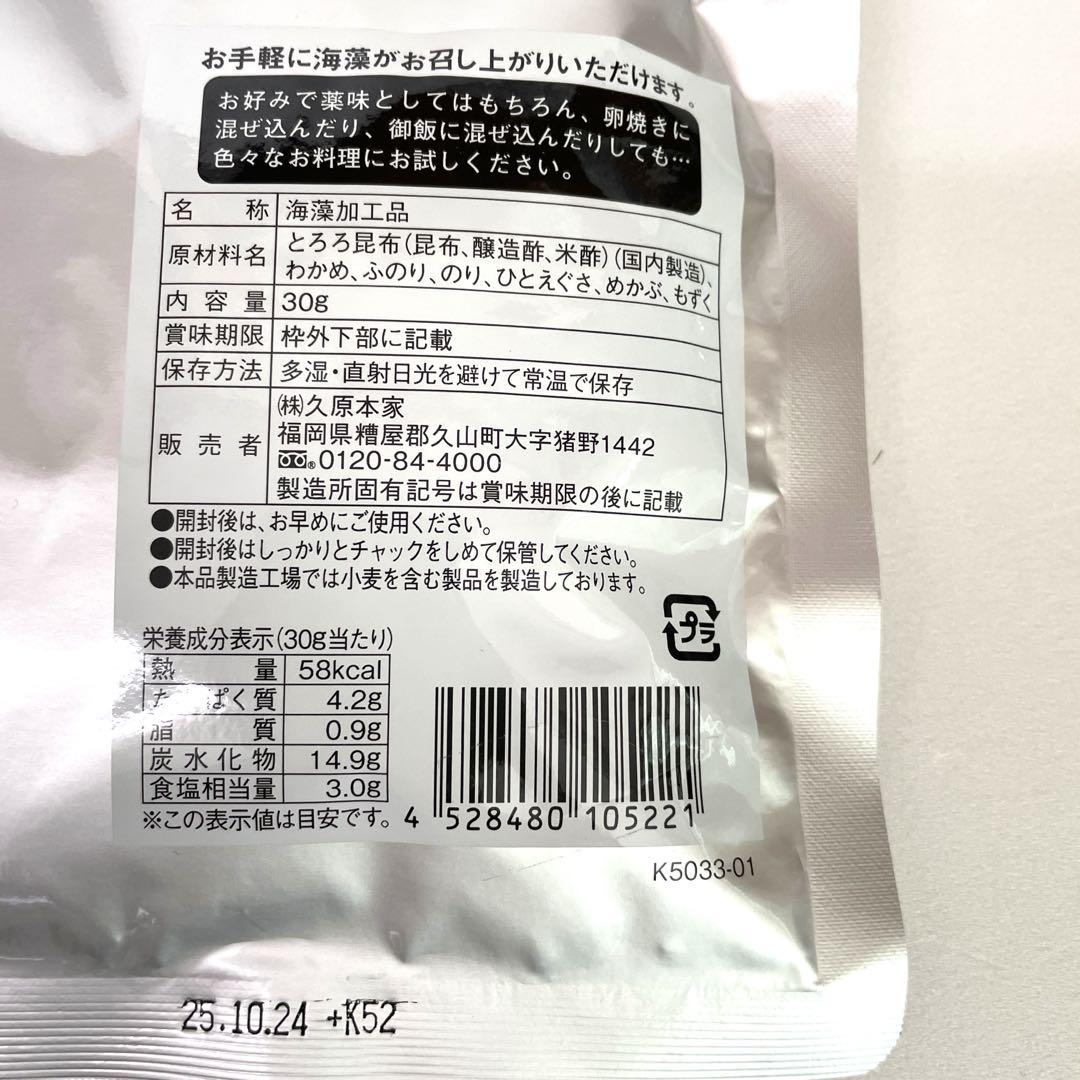 お手軽に海藻がお召し上がりいただけます。
お好みで薬味としてはもちろん、卵焼きに
混ぜ込んだり、御飯に混ぜ込んだりしても…
色々なお料理にお試しください。
名称 海藻加工品
原材料名 とろろ昆布(昆布、醸造酢、米酢)(国内製造)、
わかめ、ふのり、のり、ひとえぐさ、めかぶ、もずく
内容量 30g
賞味期限 枠外下部に記載
保存方法 多湿・直射日光を避けて常温で保存
販売者 ㈱久原本家
福岡県糟屋郡久山町大字猪野1442
0120-84-4000
製造所固有記号は賞味期限の後に記載
●開封後は、お早めにご使用ください。
●開封後はしっかりとチャックをしめて保管してください。
●本品製造工場では小麦を含む製品を製造しております。
プラ
栄養成分表示(30g当たり)
熱量 58kcal
たんぱく質 4.2g
脂質 0.9g
炭水化物 14.9g
食塩相当量 3.0g
※この表示値は目安です。
4 528480 105221
K5033-01
25.10.24 +K52